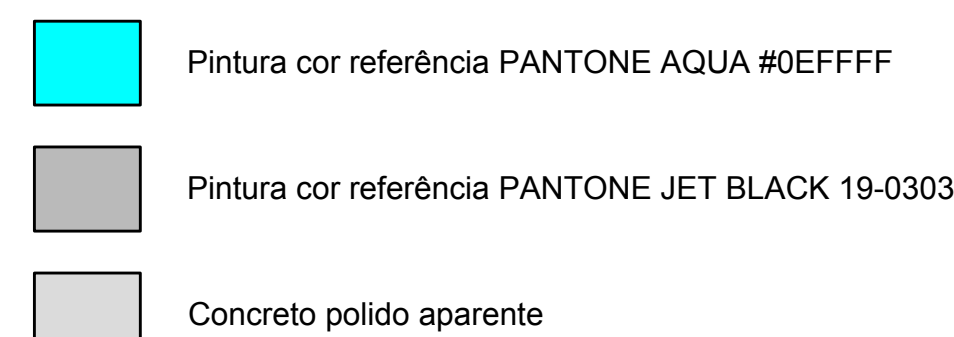 Pintura cor referência PANTONE AQUA #0EFFFF
Pintura cor referência PANTONE JET BLACK 19-0303
Concreto polido aparente